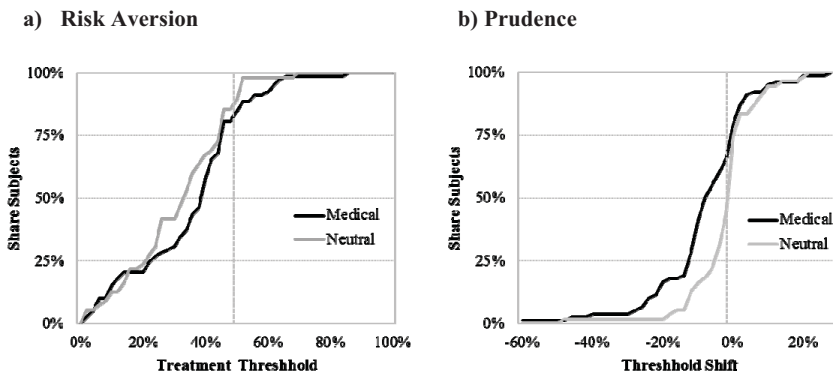 a) Risk Aversion
100%
75%
50%
25%
0%
Share Subjects
Medical
Neutral
0% 20% 40% 60% 80% 100%
Treatment Threshhold
b) Prudence
100%
75%
50%
25%
0%
Share Subjects
Medical
Neutral
-60% -40% -20% 0% 20%
Threshhold Shift